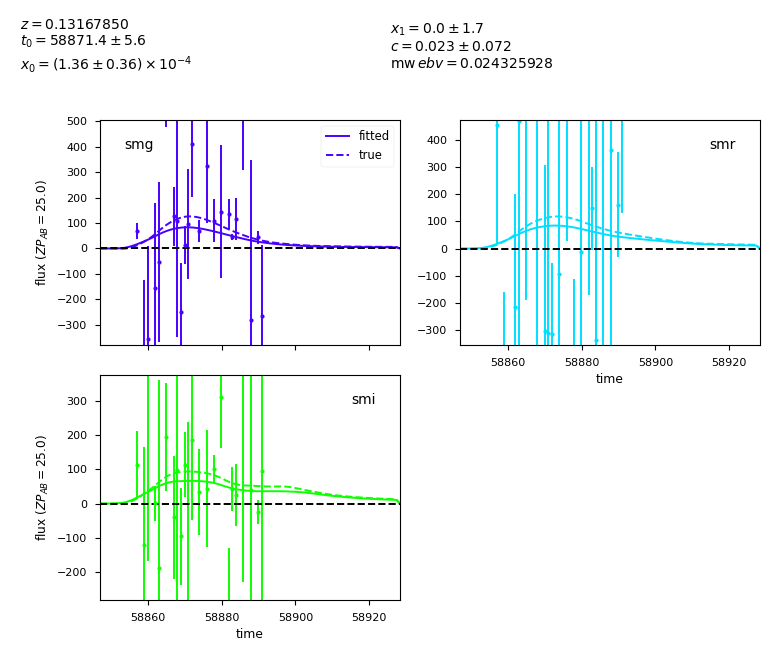 z = 0.13167850
t₀ = 58871.4 ± 5.6
x₀ = (1.36 ± 0.36) × 10⁻⁴
x₁ = 0.0 ± 1.7
c = 0.023 ± 0.072
mw ebv = 0.024325928
500
400
300
200
100
0
−100
−200
−300
flux (ZP_AB = 25.0)
smg
fitted
true
400
300
200
100
0
−100
−200
−300
smr
58860
58880
58900
58920
time
300
200
100
0
−100
−200
flux (ZP_AB = 25.0)
smi
58860
58880
58900
58920
time